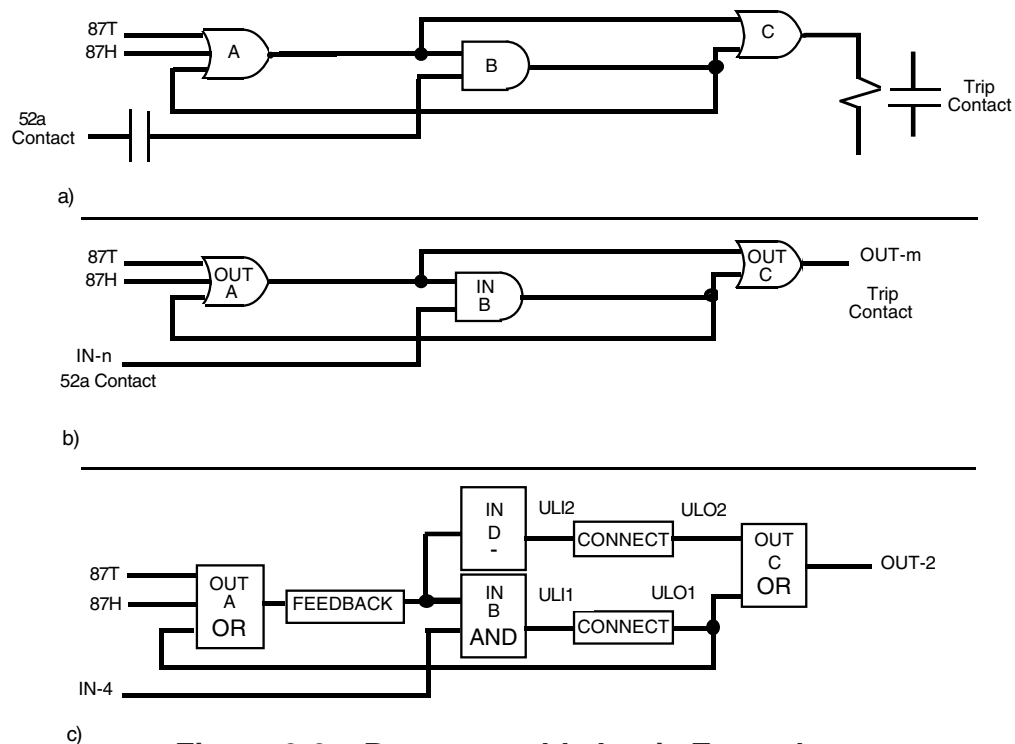 87T
87H
A
B
C
52a
Contact
Trip
Contact
a)
87T
87H
OUT
A
IN
B
OUT
C
OUT-m
Trip
Contact
IN-n
52a Contact
b)
87T
87H
OUT
A
OR
FEEDBACK
IN
D
-
ULI2
CONNECT
ULO2
IN
B
AND
ULI1
CONNECT
ULO1
OUT
C
OR
OUT-2
IN-4
c)